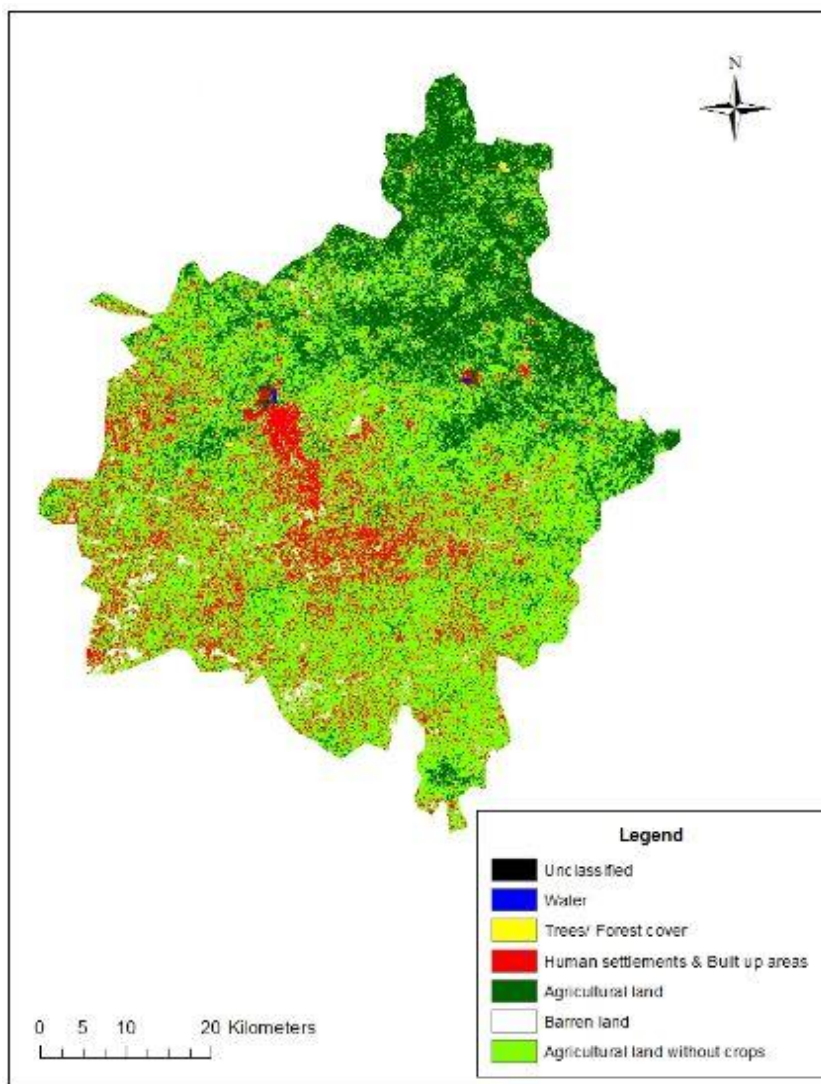 N
Legend
Unclassified
Water
Trees/ Forest cover
Human settlements & Built up areas
Agricultural land
Barren land
Agricultural land without crops
0 5 10 20 Kilometers